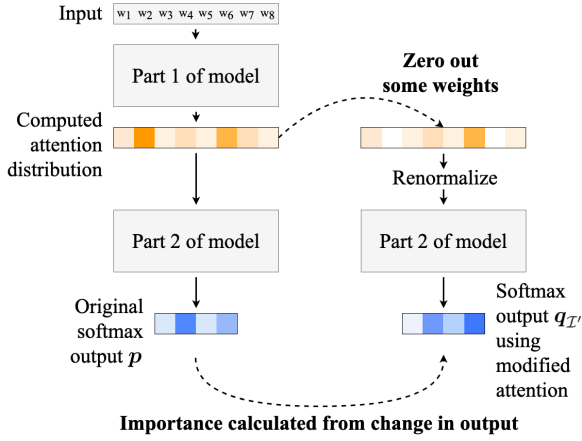 Input
w1 w2 w3 w4 w5 w6 w7 w8
Part 1 of model
Zero out
some weights
Computed
attention
distribution
Renormalize
Part 2 of model
Part 2 of model
Original
softmax
output p
Softmax
output qI′
using
modified
attention
Importance calculated from change in output